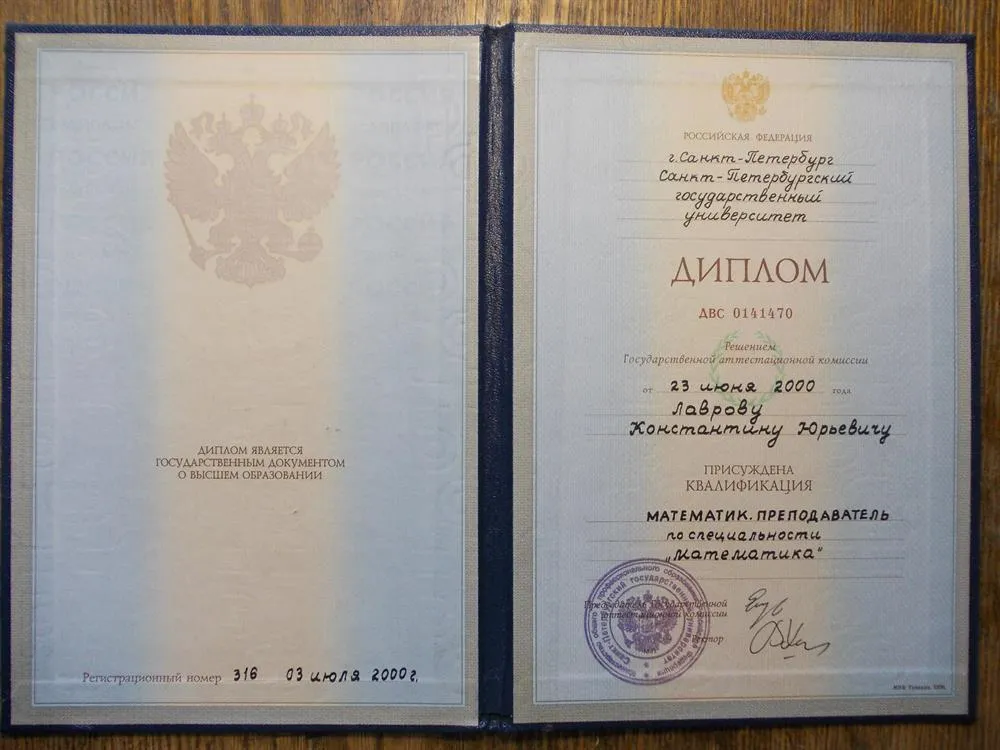 ДИПЛОМ ЯВЛЯЕТСЯ
ГОСУДАРСТВЕННЫМ ДОКУМЕНТОМ
О ВЫСШЕМ ОБРАЗОВАНИИ
Регистрационный номер 316 03 июля 2000г.
РОССИЙСКАЯ ФЕДЕРАЦИЯ
г. Санкт-Петербург
Санкт-Петербургский
государственный
университет
ДИПЛОМ
ДВС 0141470
Решением
Государственной аттестационной комиссии
от 23 июня 2000 года
Лаврову
Константину Юрьевичу
ПРИСУЖДЕНА
КВАЛИФИКАЦИЯ
МАТЕМАТИК. ПРЕПОДАВАТЕЛЬ
по специальности
„Математика"
Председатель Государственной
аттестационной комиссии
Ректор